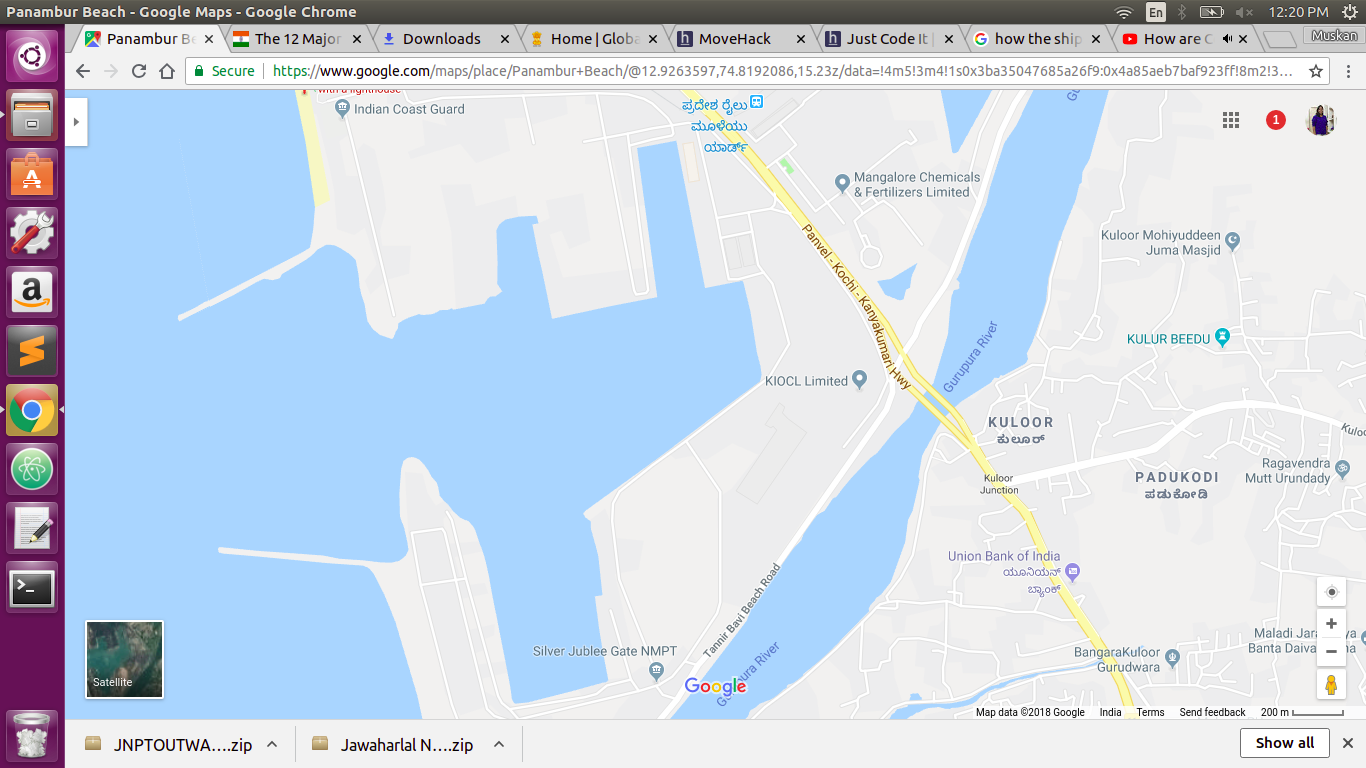 Panambur Beach - Google Maps - Google Chrome
En
12:20 PM
Panambur Be
The 12 Major
Downloads
Home | Globa
MoveHack
Just Code It |
how the ship
How are C
Muskan
Secure
https://www.google.com/maps/place/Panambur+Beach/@12.9263597,74.8192086,15.23z/data=!4m5!3m4!1s0x3ba35047685a26f9:0x4a85aeb7baf923ff!8m2!3...
with a lighthouse
Indian Coast Guard
ಪ್ರದೇಶ ರೈಲು
ಮೂಳೆಯು
ಯಾರ್ಡ್
1
Mangalore Chemicals
& Fertilizers Limited
Panvel - Kochi - Kanyakumari Hwy
Kuloor Mohiyuddeen
Juma Masjid
KULUR BEEDU
Gurupura River
KIOCL Limited
KULOOR
ಕುಲೂರ್
Kuloor
Junction
PADUKODI
ಪಡುಕೋಡಿ
Ragavendra
Mutt Urundady
Union Bank of India
ಯೂನಿಯನ್
ಬ್ಯಾಂಕ್
Tannir Bavi Beach Road
Silver Jublee Gate NMPT
BangaraKuloor
Gurudwara
Maladi Jara
Banta Daiva
Satellite
Google
Map data ©2018 Google
India
Terms
Send feedback
200 m
JNPTOUTWA....zip
Jawaharlal N....zip
Show all